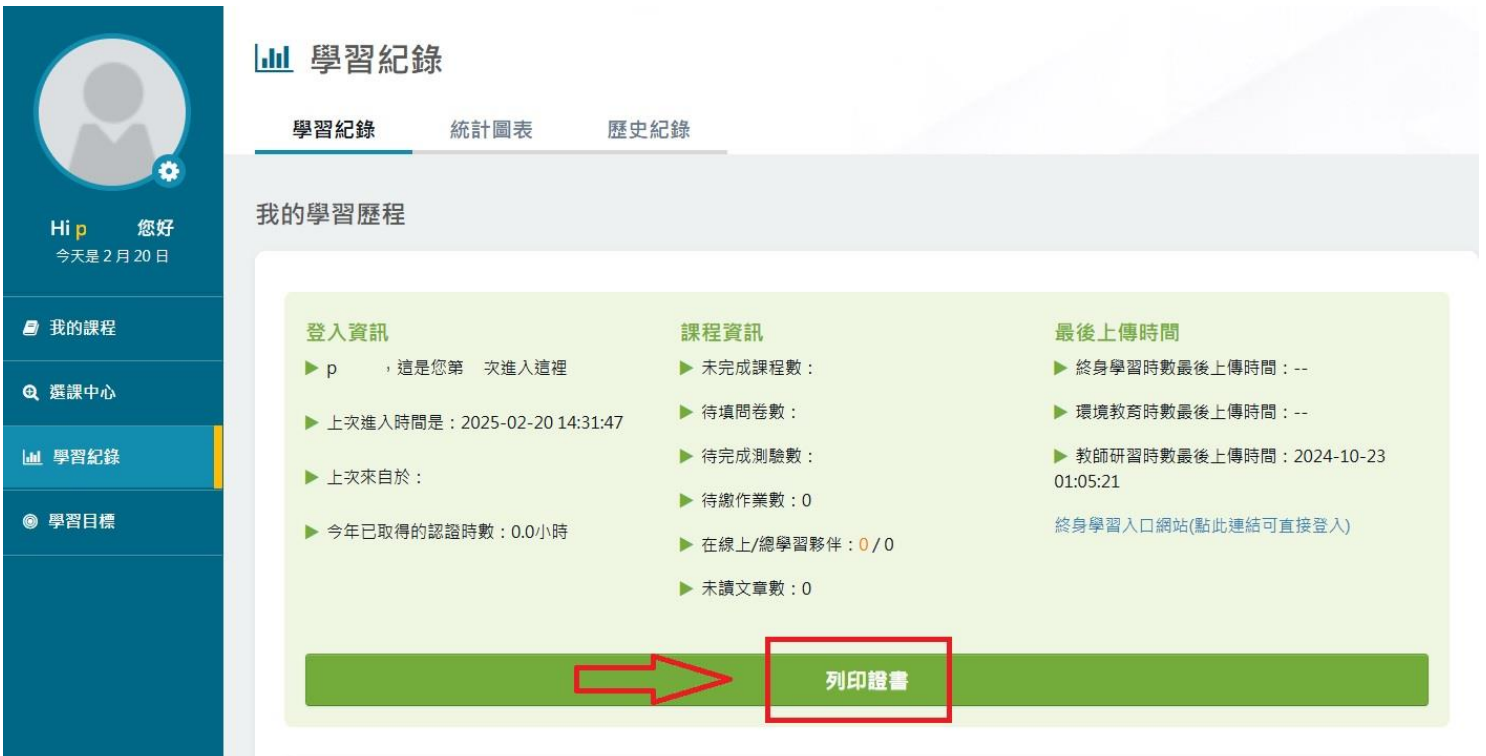 學習紀錄
學習紀錄 統計圖表 歷史紀錄
Hi p 您好
今天是 2 月 20 日
我的課程
選課中心
學習紀錄
學習目標
我的學習歷程
登入資訊
p ，這是您第 次進入這裡
上次進入時間是：2025-02-20 14:31:47
上次來自於：
今年已取得的認證時數：0.0小時
課程資訊
未完成課程數：
待填問卷數：
待完成測驗數：
待繳作業數：0
在線上/總學習夥伴：0 / 0
未讀文章數：0
最後上傳時間
終身學習時數最後上傳時間：--
環境教育時數最後上傳時間：--
教師研習時數最後上傳時間：2024-10-23
01:05:21
終身學習入口網站(點此連結可直接登入)
列印證書